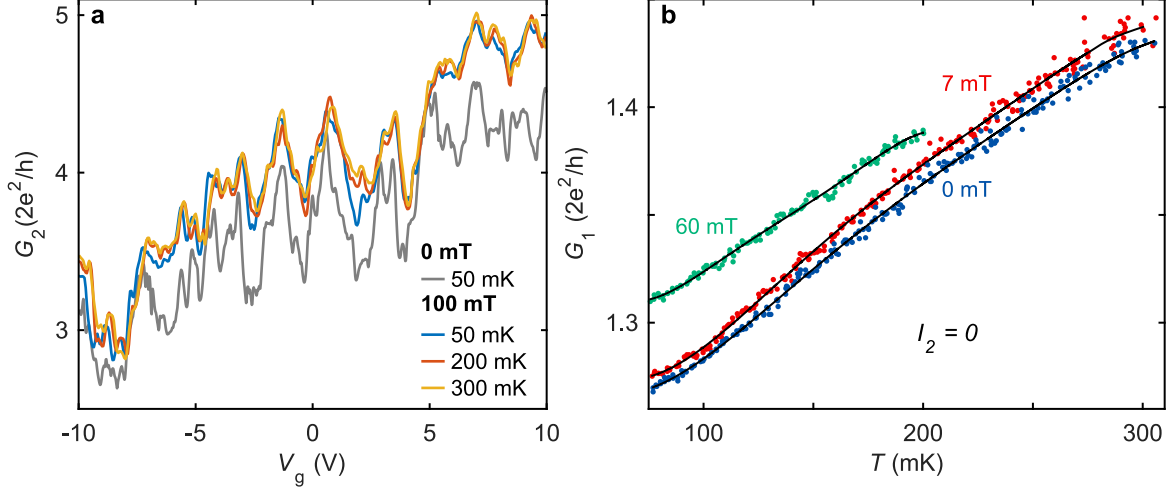 a
G₂ (2e²/h)
5
4
3
0 mT
50 mK
100 mT
50 mK
200 mK
300 mK
-10 -5 0 5 10
V_g (V)
b
G₁ (2e²/h)
1.4
1.3
7 mT
0 mT
60 mT
I₂ = 0
100 200 300
T (mK)